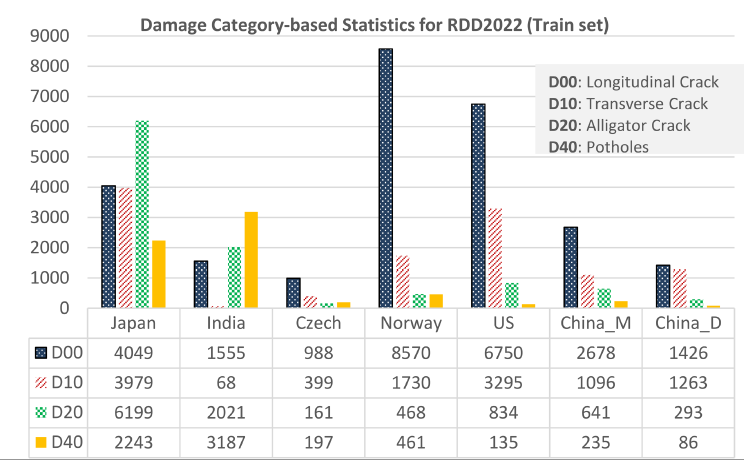 Damage Category-based Statistics for RDD2022 (Train set)
9000
8000
7000
6000
5000
4000
3000
2000
1000
0
D00: Longitudinal Crack
D10: Transverse Crack
D20: Alligator Crack
D40: Potholes
Japan India Czech Norway US China_M China_D
D00 4049 1555 988 8570 6750 2678 1426
D10 3979 68 399 1730 3295 1096 1263
D20 6199 2021 161 468 834 641 293
D40 2243 3187 197 461 135 235 86